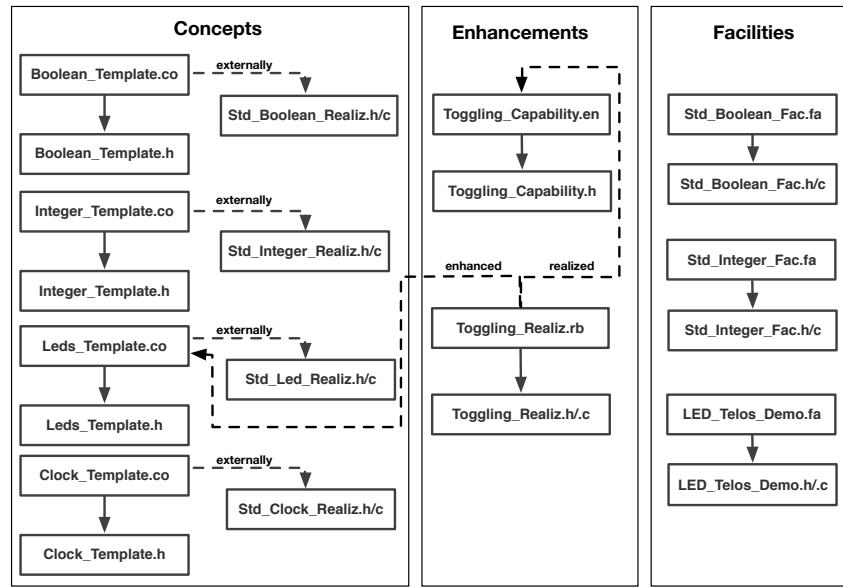 Concepts
Boolean_Template.co
externally
Std_Boolean_Realiz.h/c
Boolean_Template.h
Integer_Template.co
externally
Std_Integer_Realiz.h/c
Integer_Template.h
Leds_Template.co
externally
Std_Led_Realiz.h/c
Leds_Template.h
Clock_Template.co
externally
Std_Clock_Realiz.h/c
Clock_Template.h
Enhancements
Toggling_Capability.en
Toggling_Capability.h
enhanced
realized
Toggling_Realiz.rb
Toggling_Realiz.h/.c
Facilities
Std_Boolean_Fac.fa
Std_Boolean_Fac.h/c
Std_Integer_Fac.fa
Std_Integer_Fac.h/c
LED_Telos_Demo.fa
LED_Telos_Demo.h/.c